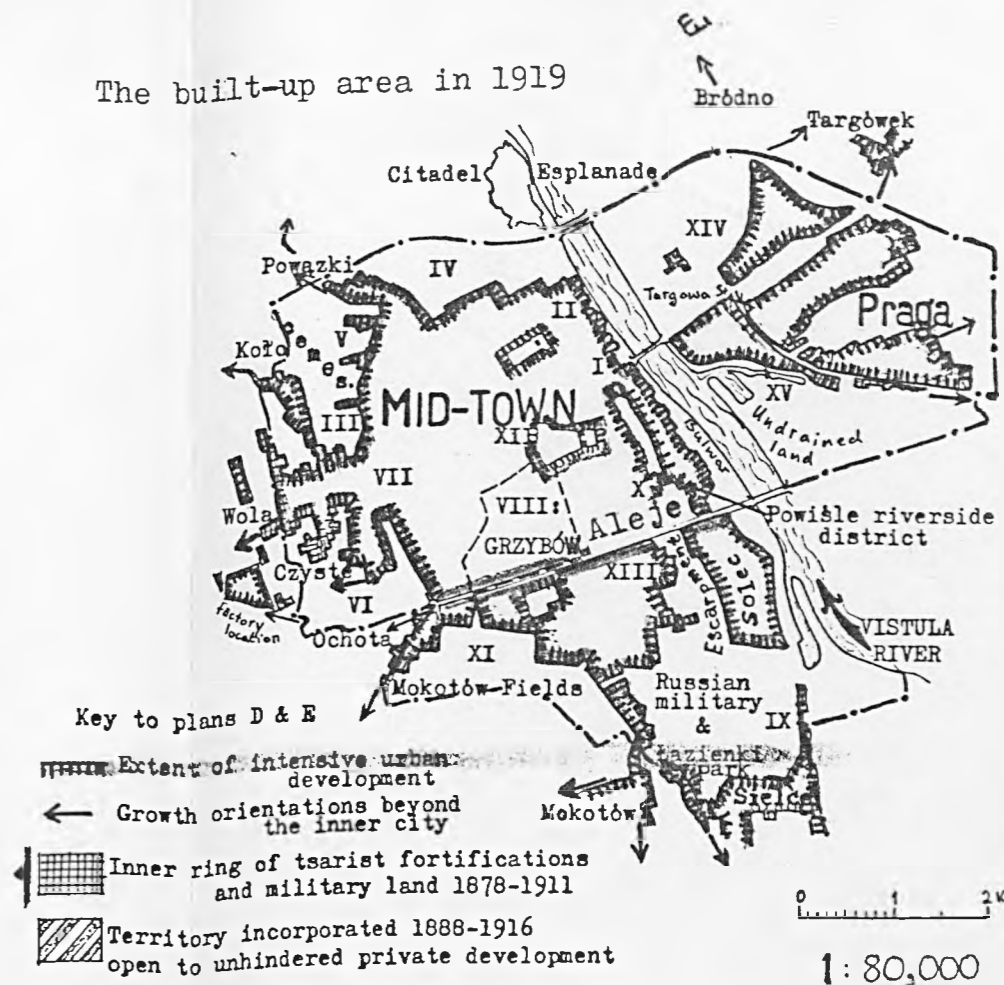 E
The built-up area in 1919
Bródno
Targówek
Citadel
Esplanade
XIV
Powązki
IV
II
Targowa St.
Praga
Koło
V
Cemes.
I
XV
MID-TOWN
III
XII
Bulwar
Undrained
land
VII
X
VIII
Aleje
Powiśle riverside
district
Wola
GRZYBÓW
XIII
Czyste
Escarpment
Solec
VI
factory
location
Ochota
VISTULA
RIVER
XI
Mokotów-Fields
Russian
military
&
Łazienki
park
IX
Sielce
Mokotów
Key to plans D & E
Extent of intensive urban
development
Growth orientations beyond
the inner city
Inner ring of tsarist fortifications
and military land 1878-1911
Territory incorporated 1888-1916
open to unhindered private development
0 1 2
1:80,000